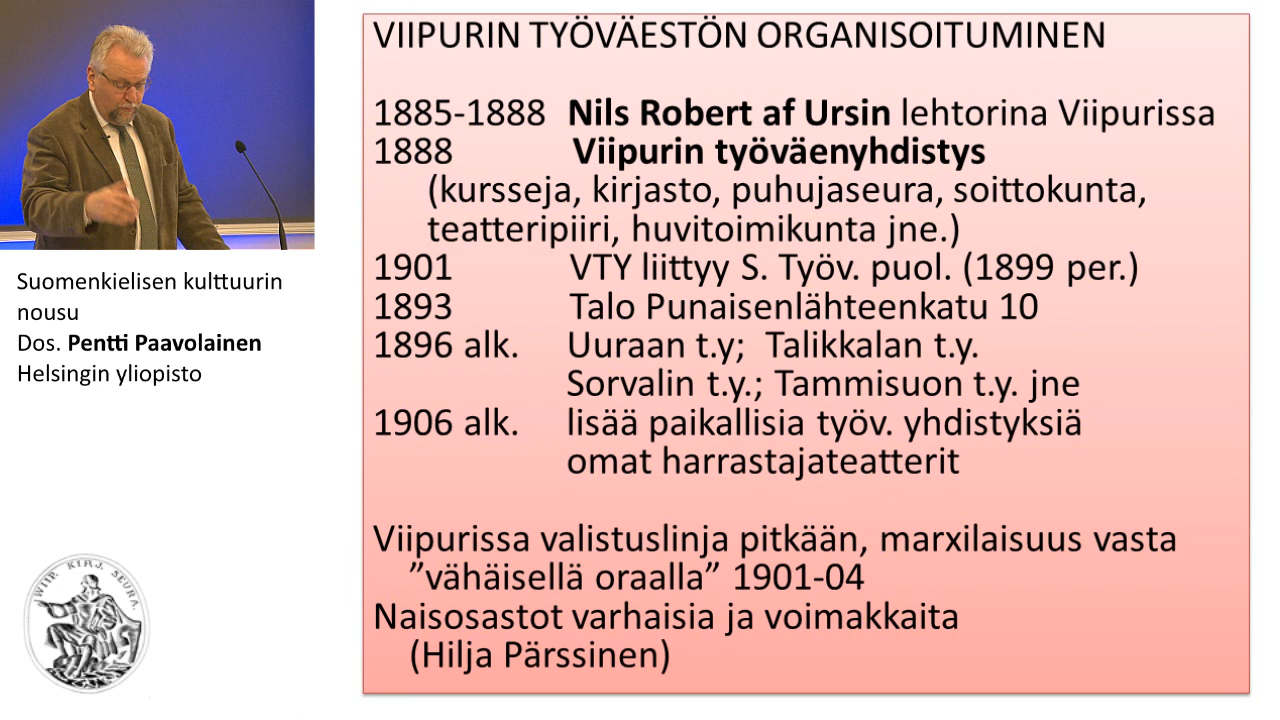 VIIPURIN TYÖVÄESTÖN ORGANISOITUMINEN
1885-1888 Nils Robert af Ursin lehtorina Viipurissa
1888 Viipurin työväenyhdistys
(kursseja, kirjasto, puhujaseura, soittokunta,
teatteripiiri, huvitoimikunta jne.)
1901 VTY liittyy S. Työv. puol. (1899 per.)
1893 Talo Punaisenlähteenkatu 10
1896 alk. Uuraan t.y; Talikkalan t.y.
Sorvalin t.y.; Tammisuon t.y. jne
1906 alk. lisää paikallisia työv. yhdistyksiä
omat harrastajateatterit
Viipurissa valistuslinja pitkään, marxilaisuus vasta
”vähäisellä oraalla” 1901-04
Naisosastot varhaisia ja voimakkaita
(Hilja Pärssinen)
Suomenkielisen kulttuurin
nousu
Dos. Pentti Paavolainen
Helsingin yliopisto
WIIP. KIRJ. SEURA.